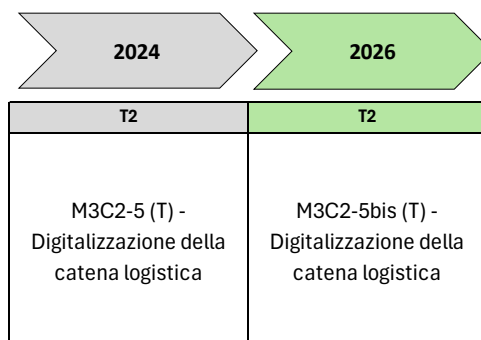 2024
2026
T2
T2
M3C2-5 (T) -
Digitalizzazione della
catena logistica
M3C2-5bis (T) -
Digitalizzazione della
catena logistica